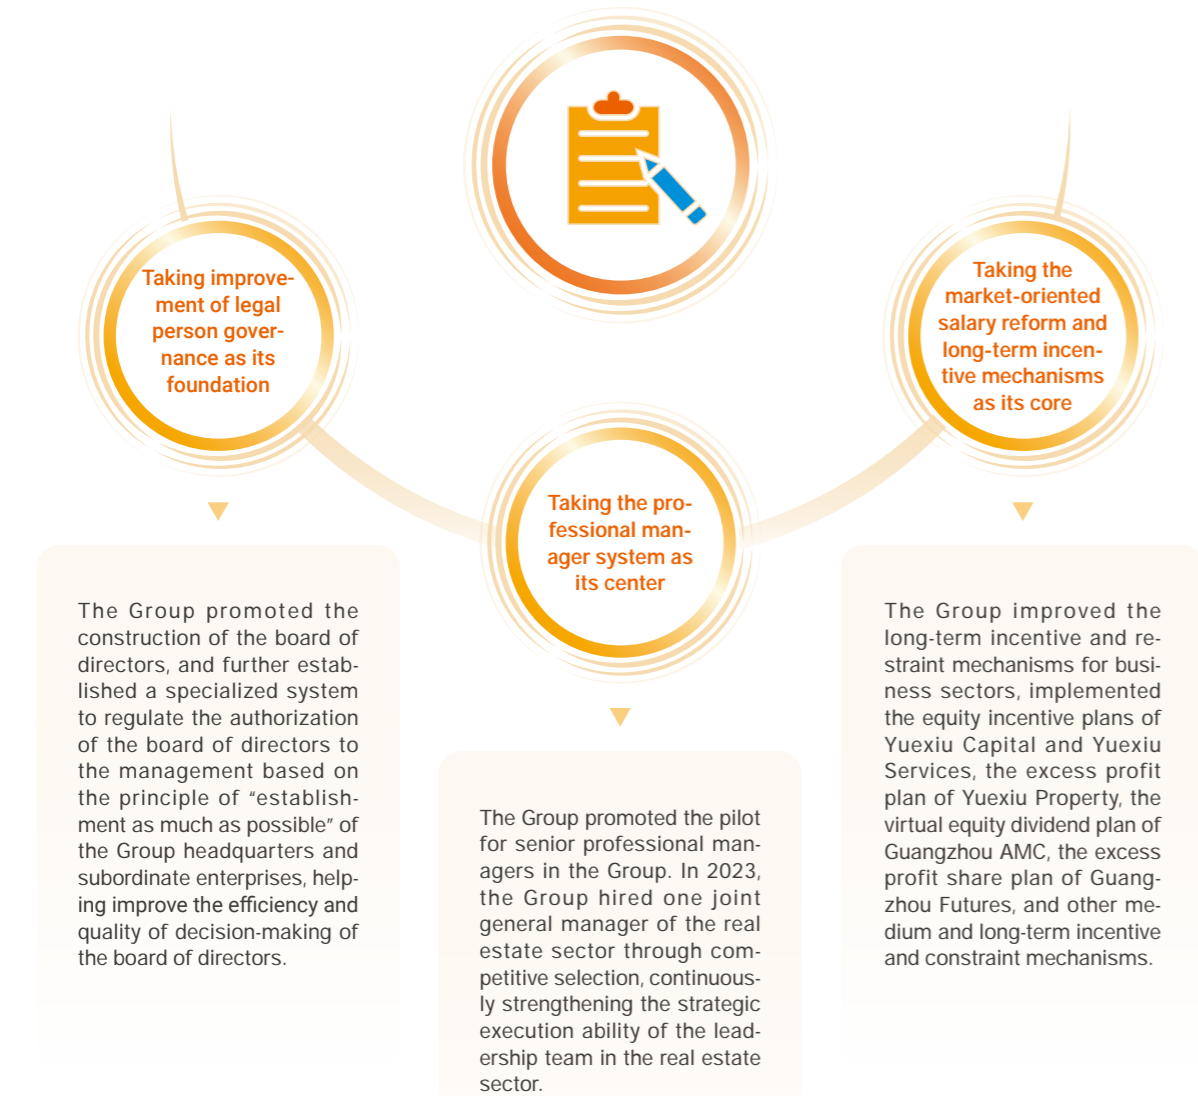 Taking improve-
ment of legal
person gover-
nance as its
foundation
The Group promoted the
construction of the board of
directors, and further estab-
lished a specialized system
to regulate the authorization
of the board of directors to
the management based on
the principle of “establish-
ment as much as possible” of
the Group headquarters and
subordinate enterprises, help-
ing improve the efficiency and
quality of decision-making of
the board of directors.
Taking the pro-
fessional man-
ager system as
its center
The Group promoted the pilot
for senior professional man-
agers in the Group. In 2023,
the Group hired one joint
general manager of the real
estate sector through com-
petitive selection, continuous-
ly strengthening the strategic
execution ability of the lead-
ership team in the real estate
sector.
Taking the
market-oriented
salary reform and
long-term incen-
tive mechanisms
as its core
The Group improved the
long-term incentive and re-
straint mechanisms for busi-
ness sectors, implemented
the equity incentive plans of
Yuexiu Capital and Yuexiu
Services, the excess profit
plan of Yuexiu Property, the
virtual equity dividend plan of
Guangzhou AMC, the excess
profit share plan of Guang-
zhou Futures, and other me-
dium and long-term incentive
and constraint mechanisms.